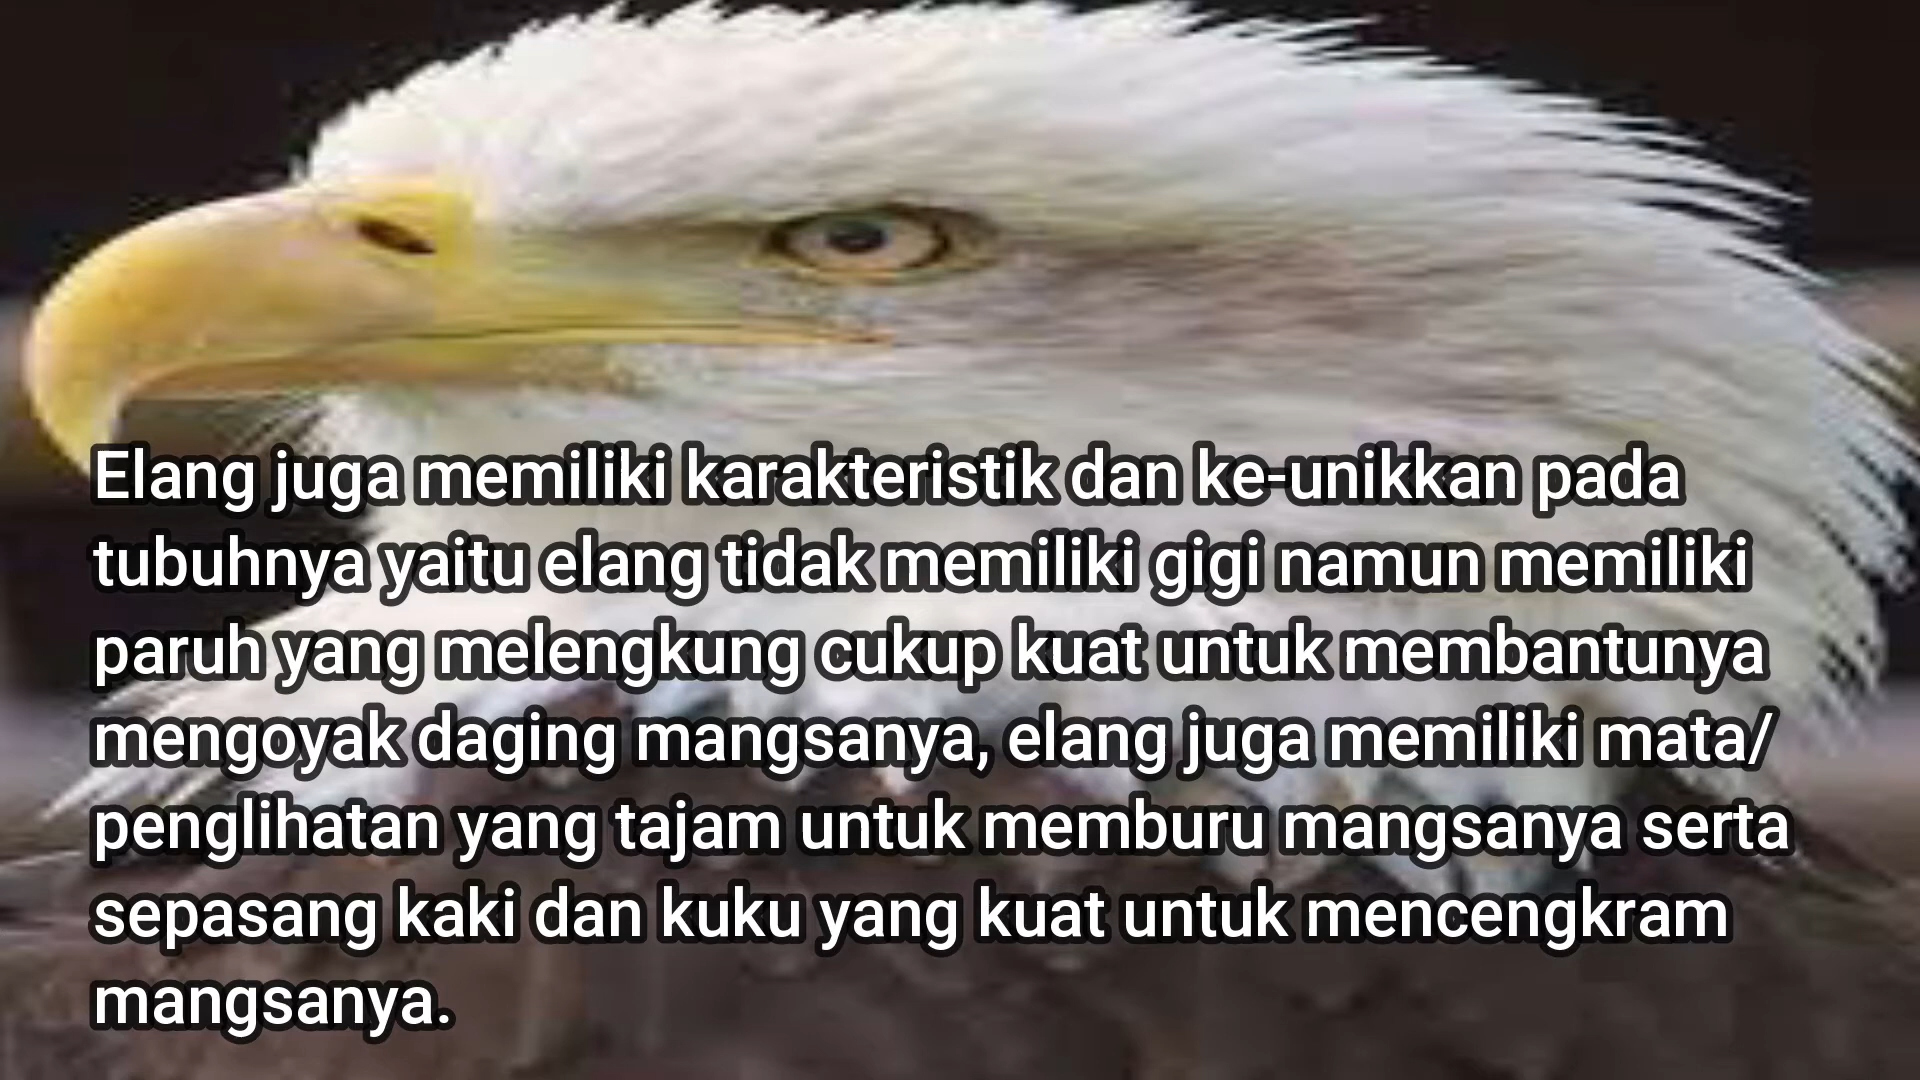 Elang juga memiliki karakteristik dan ke-unikkan pada
tubuhnya yaitu elang tidak memiliki gigi namun memiliki
paruh yang melengkung cukup kuat untuk membantunya
mengoyak daging mangsanya, elang juga memiliki mata/
penglihatan yang tajam untuk memburu mangsanya serta
sepasang kaki dan kuku yang kuat untuk mencengkram
mangsanya.